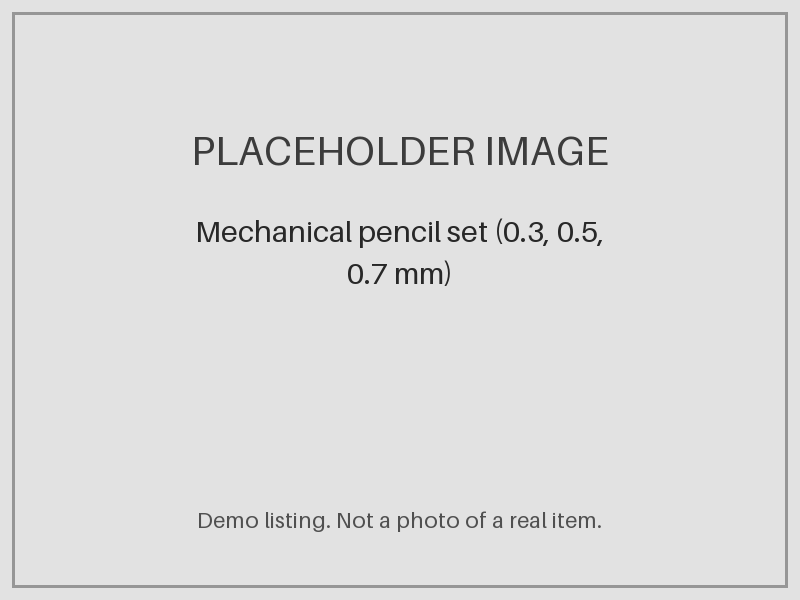 PLACEHOLDER IMAGE
Mechanical pencil set (0.3, 0.5,
0.7 mm)
Demo listing. Not a photo of a real item.